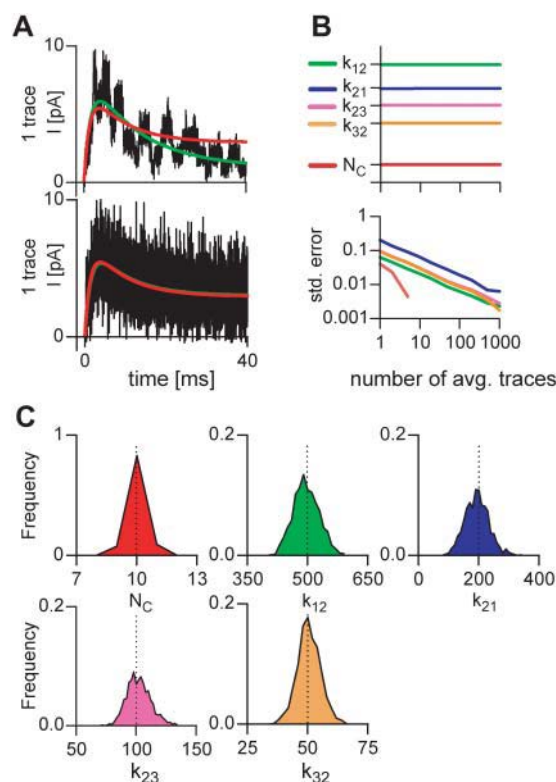 A
B
10
1 trace
I [pA]
0
10
1 trace
I [pA]
0
0
40
time [ms]
k12
k21
k23
k32
NC
1
0.1
0.01
0.001
std. error
1
10
100
1000
number of avg. traces
C
Frequency
1
0
7
10
13
NC
0.2
0.0
350
500
650
k12
0.2
0.0
0
200
400
k21
Frequency
0.2
0.0
50
100
150
k23
0.2
0.0
25
50
75
k32